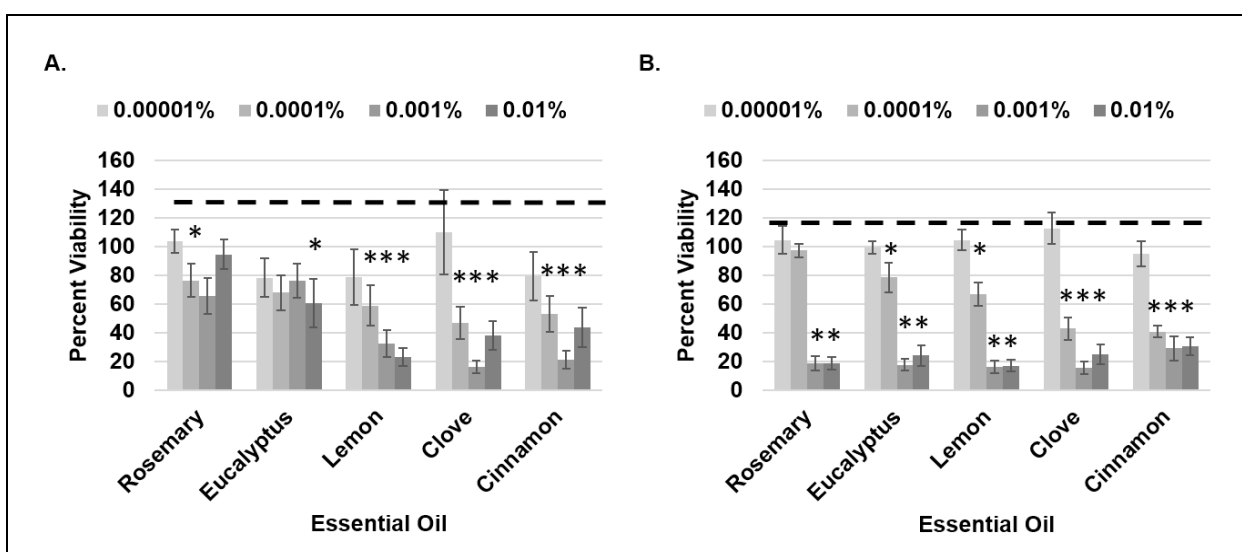 A.
0.00001% 0.0001% 0.001% 0.01%
160
140
120
100
80
60
40
20
0
Percent Viability
* * *** *** ***
Rosemary Eucalyptus Lemon Clove Cinnamon
Essential Oil
B.
0.00001% 0.0001% 0.001% 0.01%
160
140
120
100
80
60
40
20
0
Percent Viability
** * ** * ** *** ***
Rosemary Eucalyptus Lemon Clove Cinnamon
Essential Oil